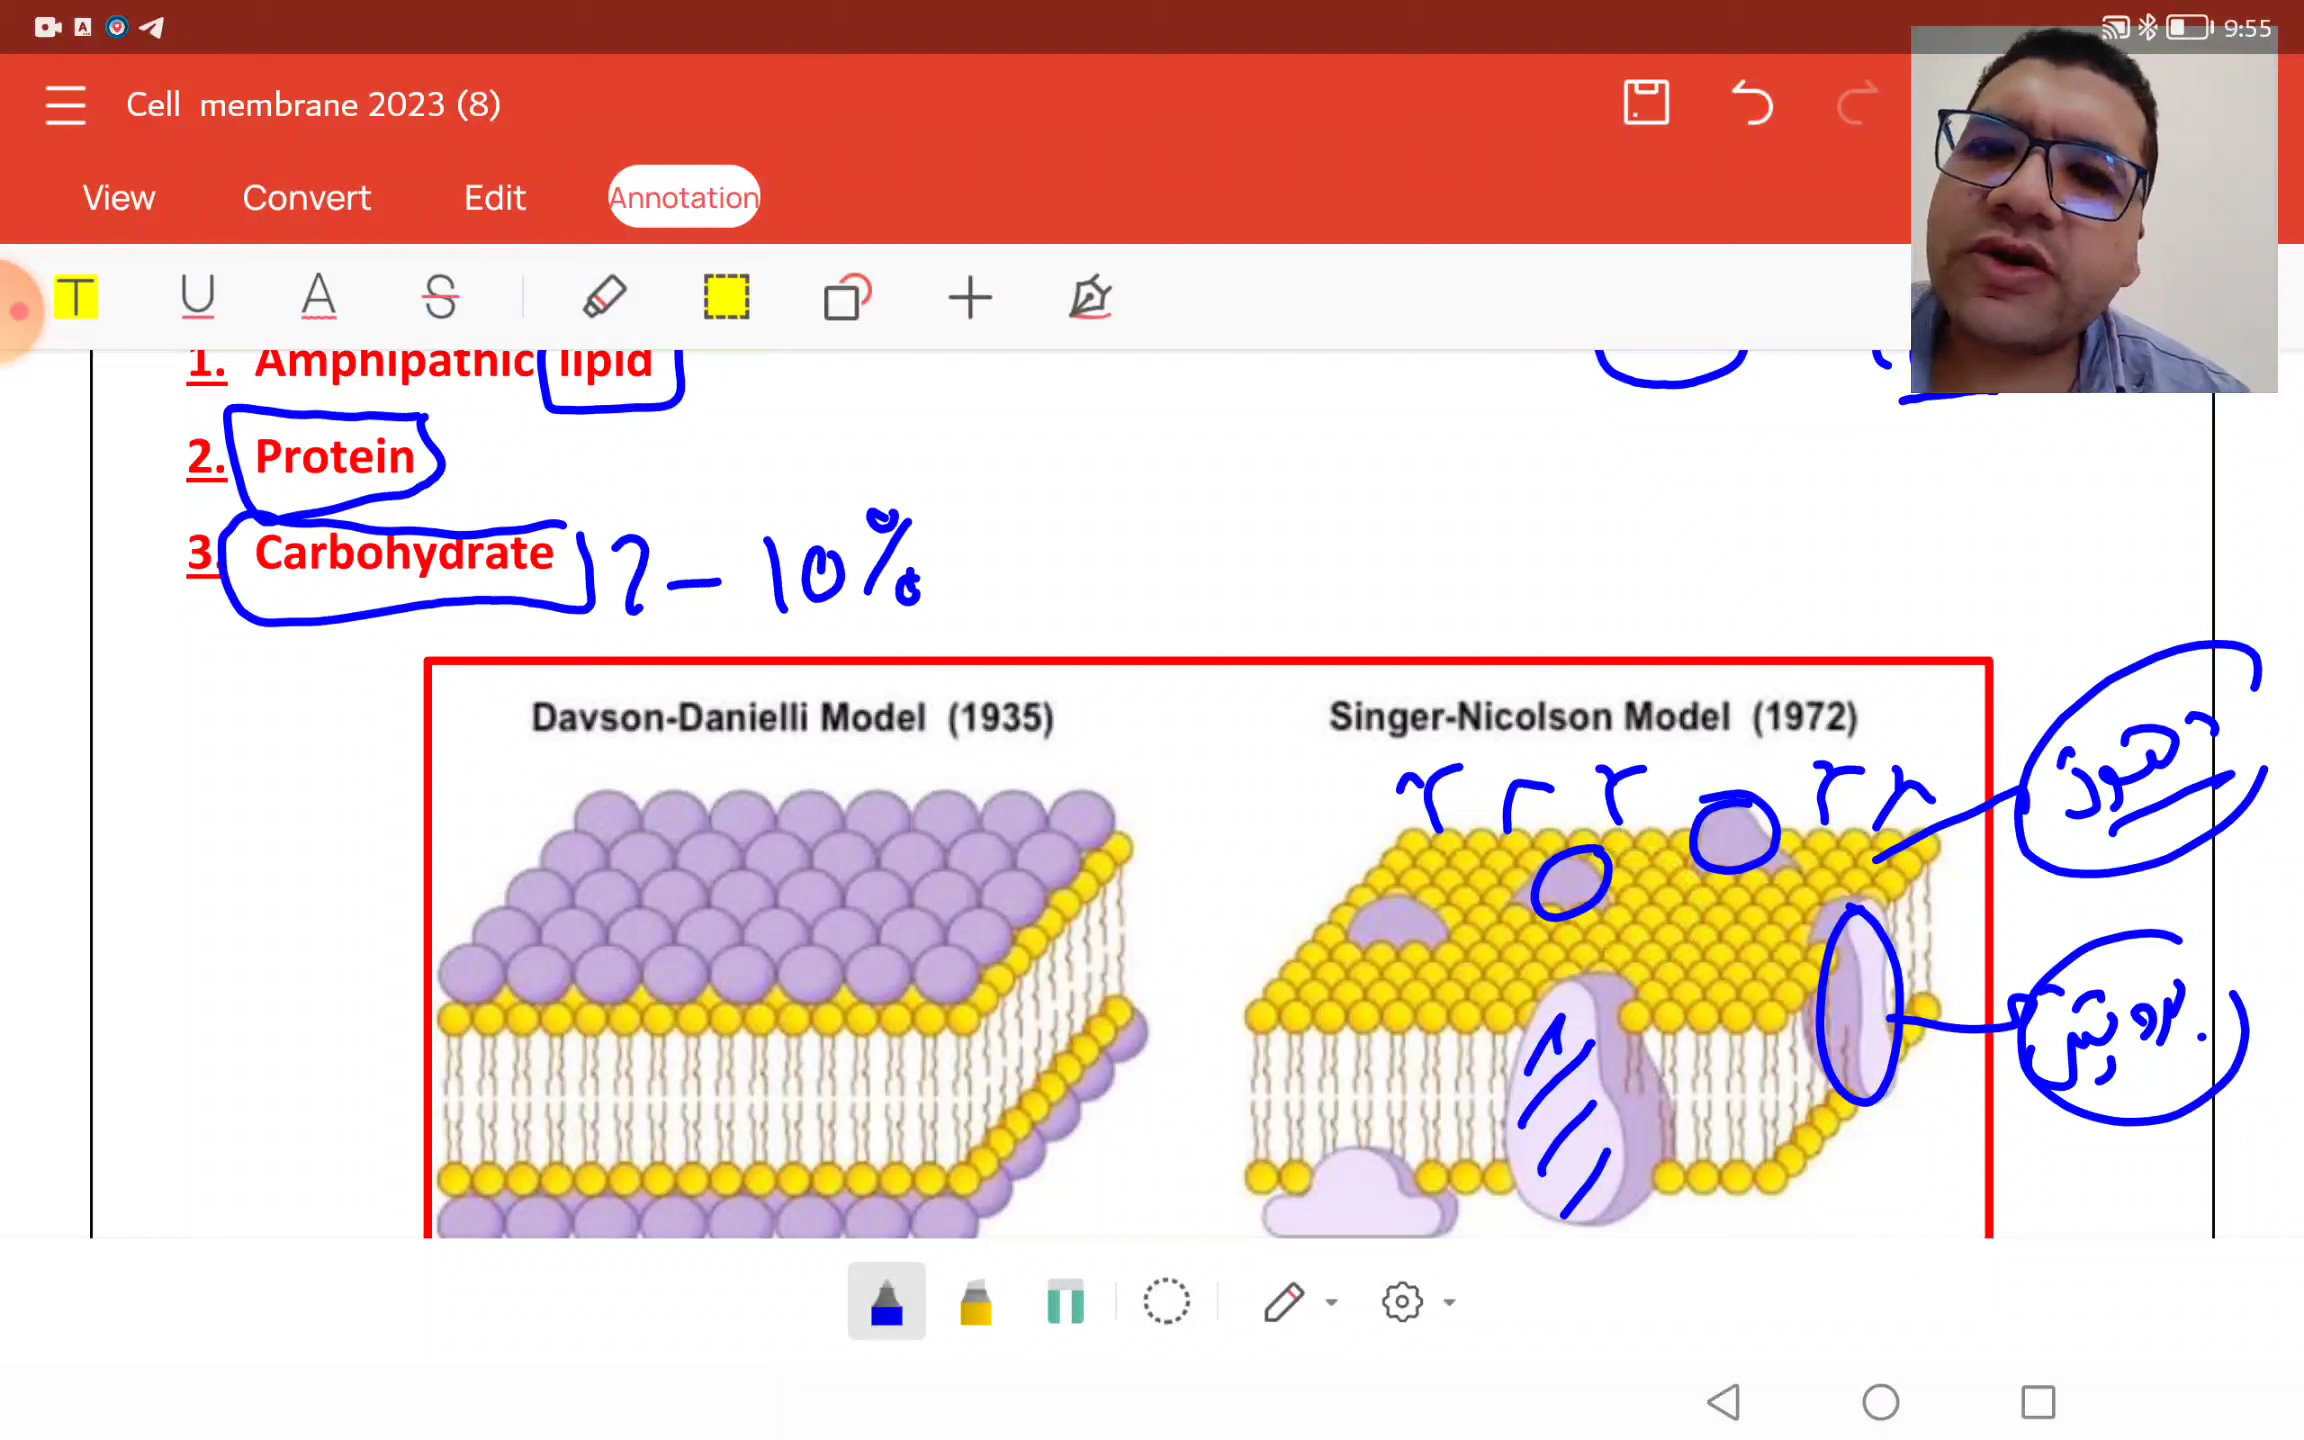 9:55
Cell membrane 2023 (8)
View Convert Edit Annotation
T U A S
1. Amphipathic lipid
2. Protein
3. Carbohydrate
- 10%
Davson-Danielli Model (1935)
Singer-Nicolson Model (1972)